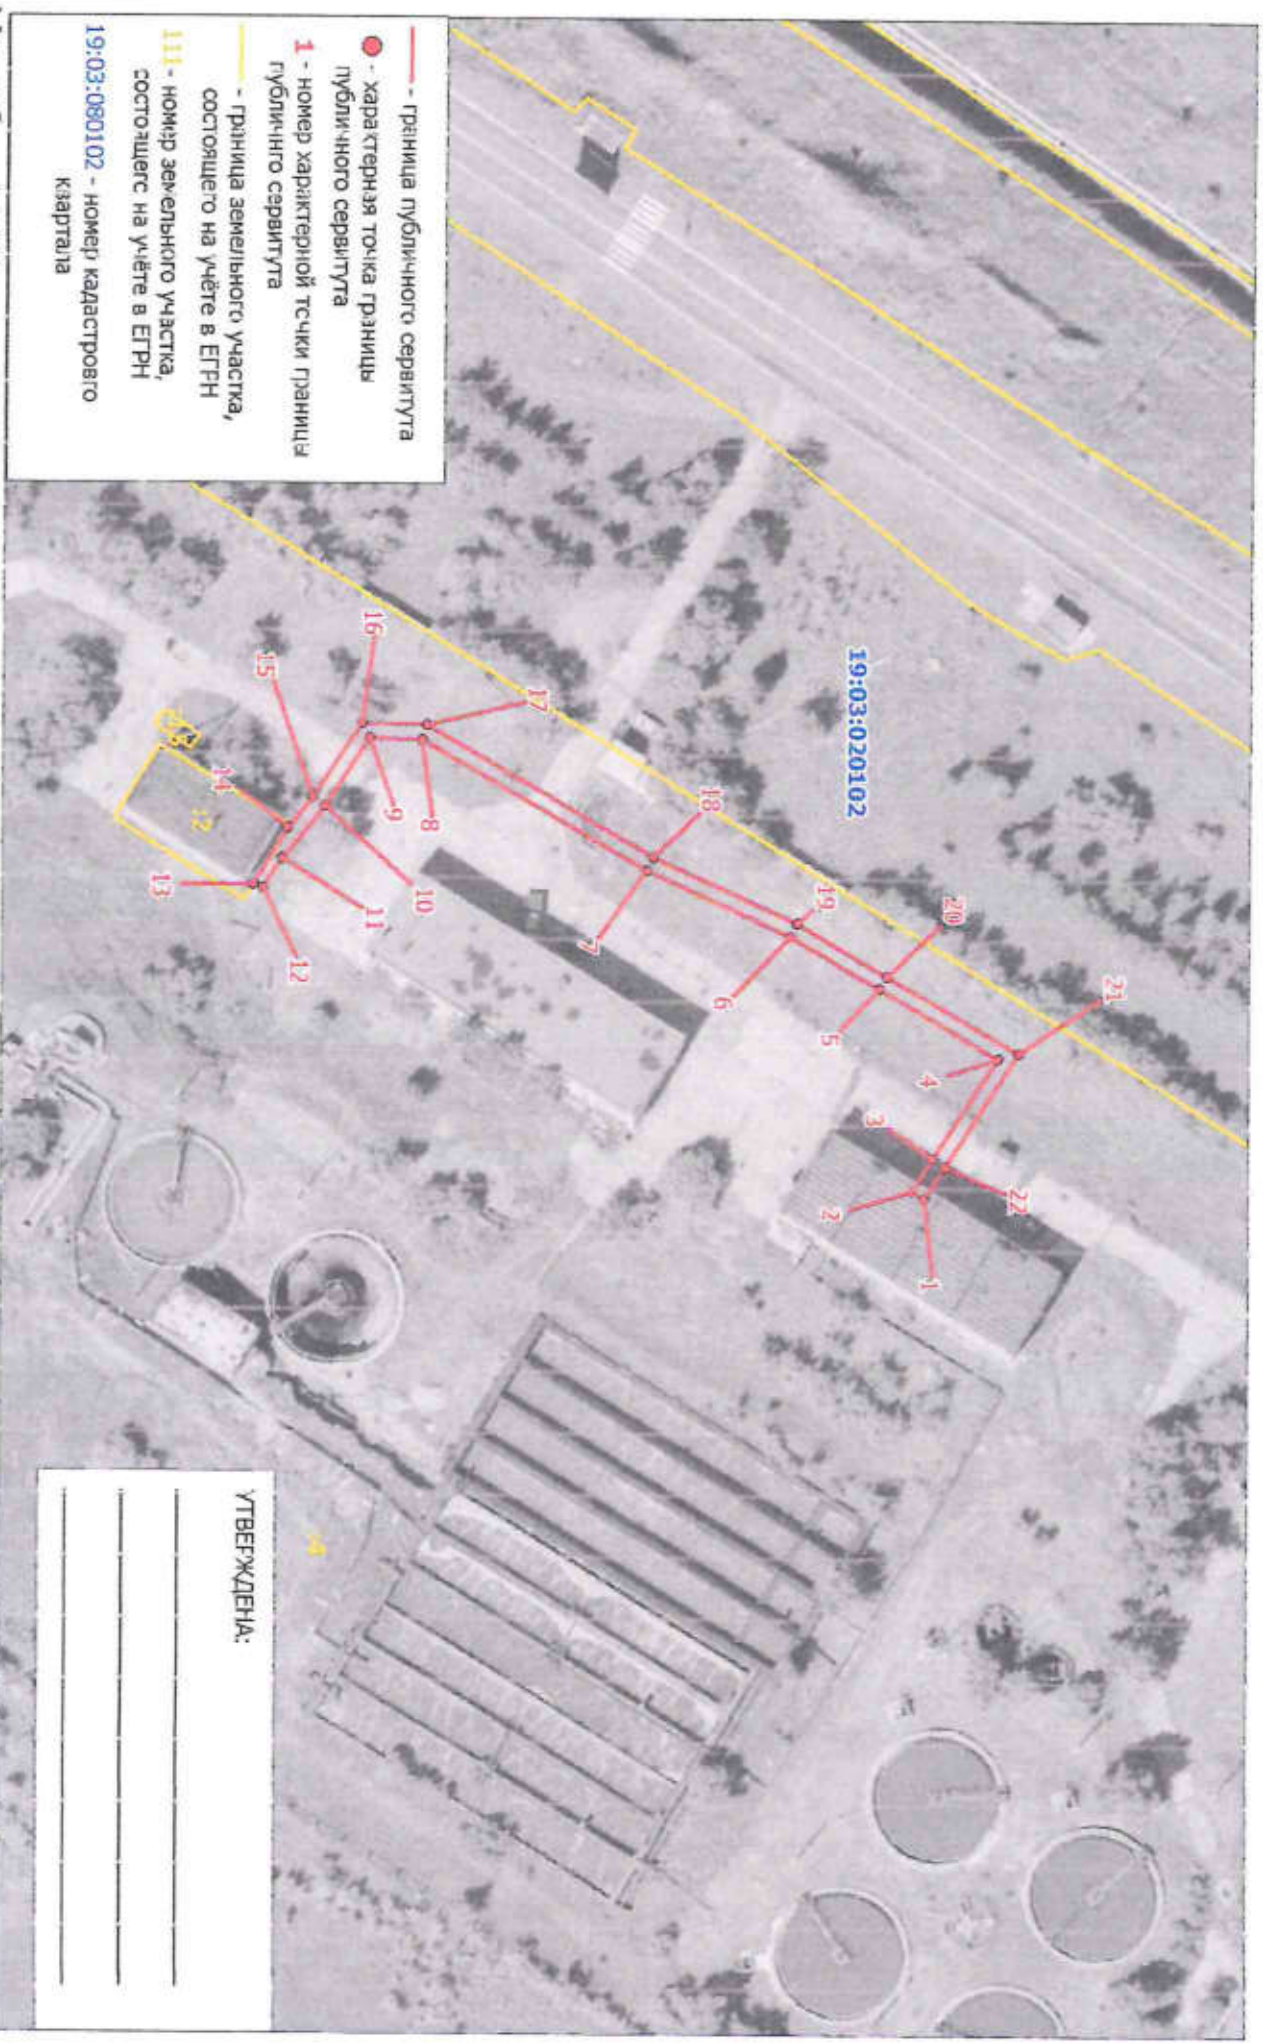 19:03:020102
1
2
3
4
5
6
7
8
9
10
11
12
13
14
15
16
17
18
19
20
21
22
:2
:4
- граница публичного сервитута
- характерная точка границы
публичного сервитута
1 - номер характерной точки границы
публичнго сервитута
- граница земельного участка,
состоящего на учёте в ЕГРН
111 - номер земельного участка,
состоящего на учёте в ЕГРН
19:03:080102 - номер кадастрового
квартала
УТВЕРЖДЕНА: